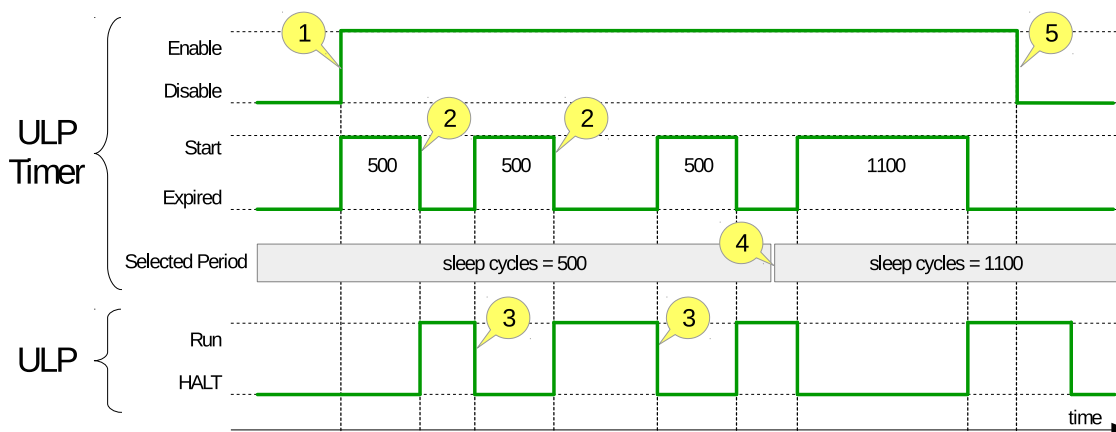 1
5
Enable
Disable
ULP
Timer
2
2
Start
500
500
500
1100
Expired
4
Selected Period
sleep cycles = 500
sleep cycles = 1100
3
3
Run
ULP
HALT
time